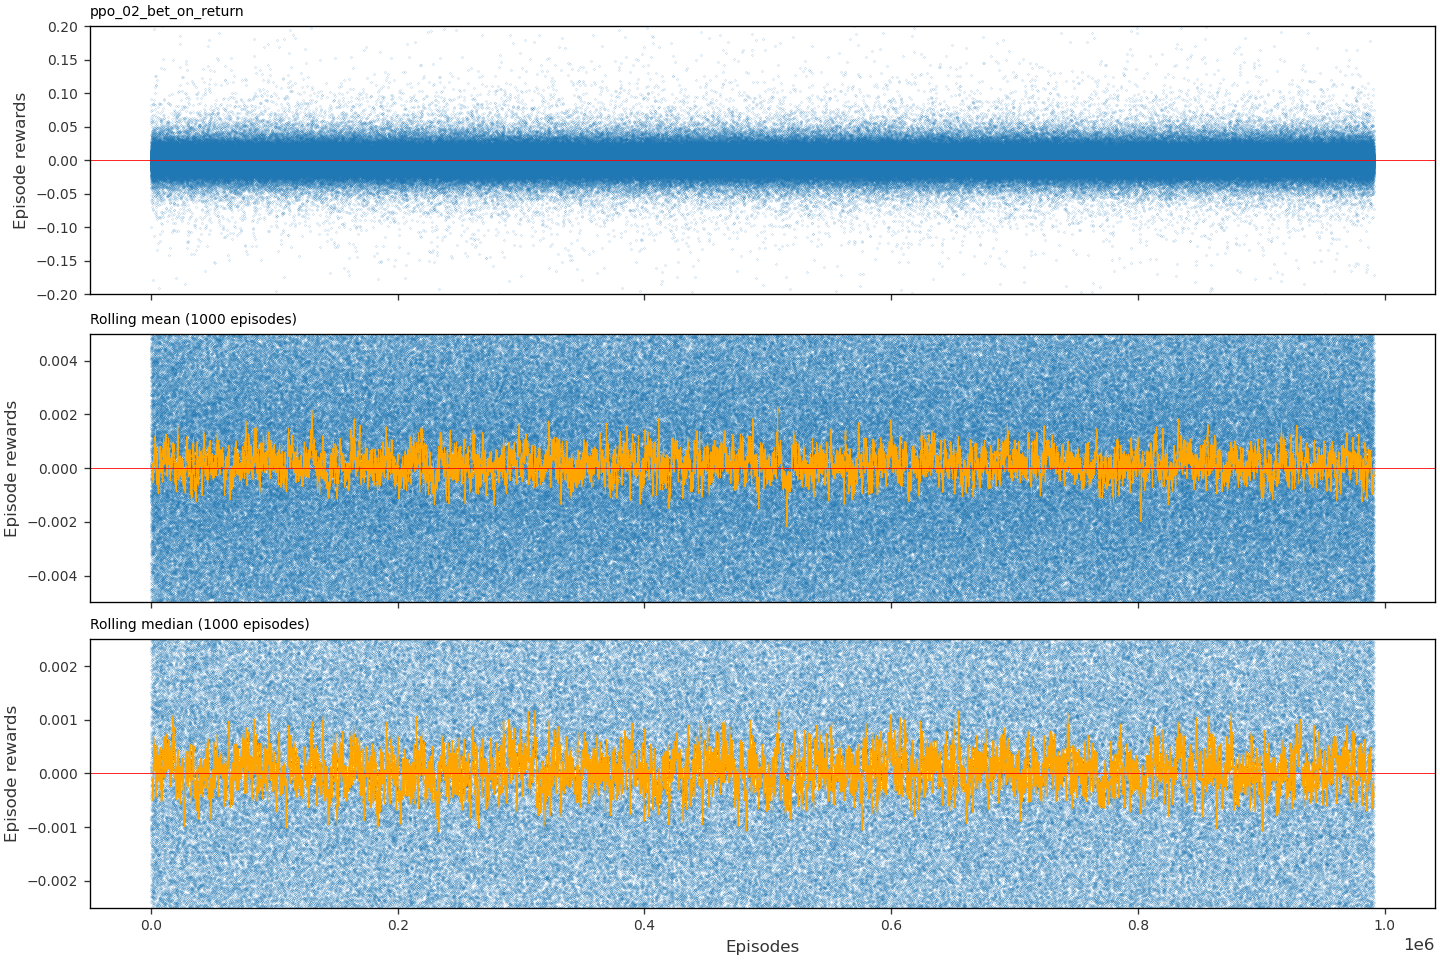 ppo_02_bet_on_return
Episode rewards
0.20
0.15
0.10
0.05
0.00
−0.05
−0.10
−0.15
−0.20
Rolling mean (1000 episodes)
Episode rewards
0.004
0.002
0.000
−0.002
−0.004
Rolling median (1000 episodes)
Episode rewards
0.002
0.001
0.000
−0.001
−0.002
0.0 0.2 0.4 0.6 0.8 1.0
Episodes
1e6